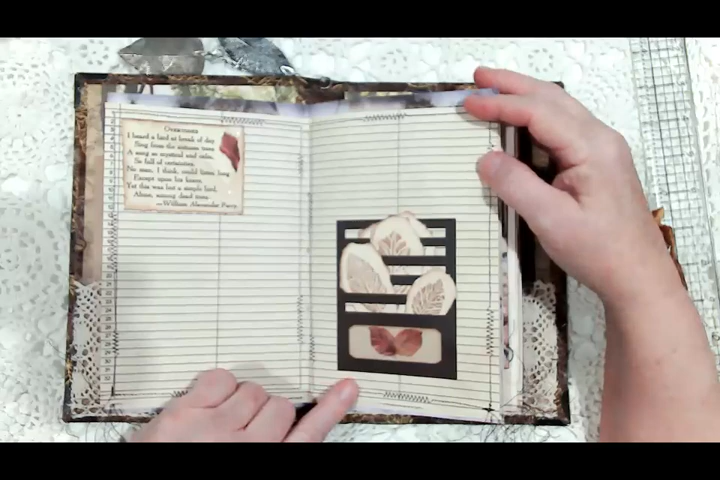 Overtones
I heard a bird at break of day
Sing from the autumn trees
A song so mystical and calm,
So full of certainties,
No man, I think, could listen long
Except upon his knees.
Yet this was but a simple bird,
Alone, among dead trees.
—William Alexander Percy